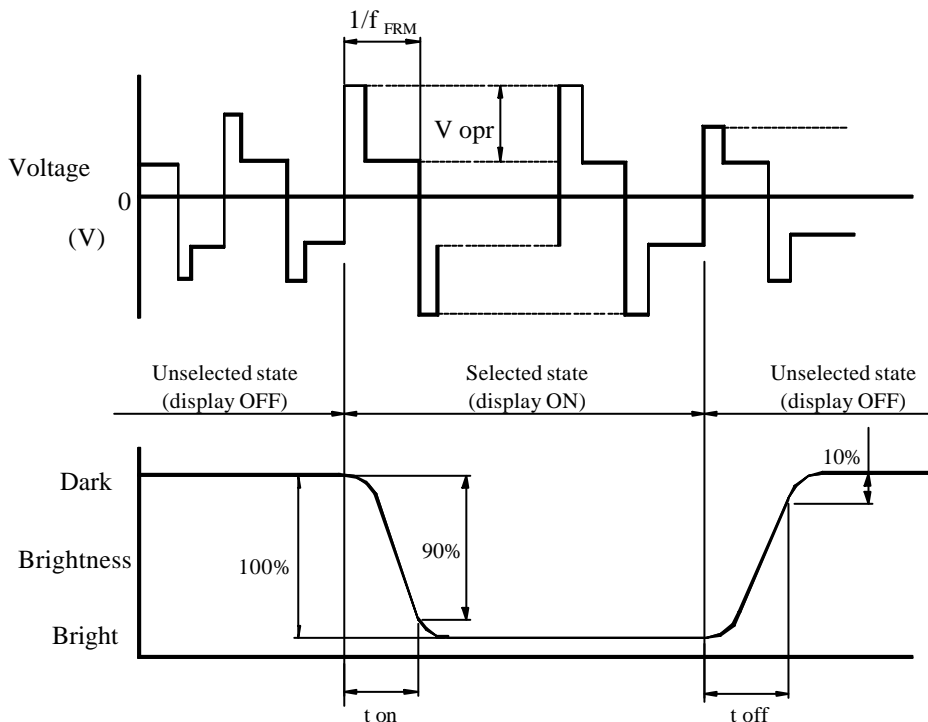 1/f FRM
V opr
Voltage
0
(V)
Unselected state
(display OFF)
Selected state
(display ON)
Unselected state
(display OFF)
10%
Dark
90%
Brightness
100%
Bright
t on
t off